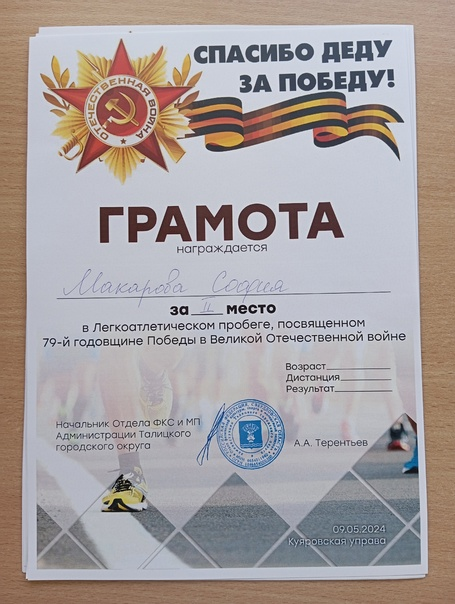 СПАСИБО ДЕДУ
ЗА ПОБЕДУ!
ОТЕЧЕСТВЕННАЯ ВОЙНА
ГРАМОТА
награждается
Макарова София
за II место
в Легкоатлетическом пробеге, посвященном
79-й годовщине Победы в Великой Отечественной войне
Возраст
Дистанция
Результат
Начальник Отдела ФКС и МП
Администрации Талицкого
городского округа
А.А. Терентьев
09.05.2024
Куяровская управа